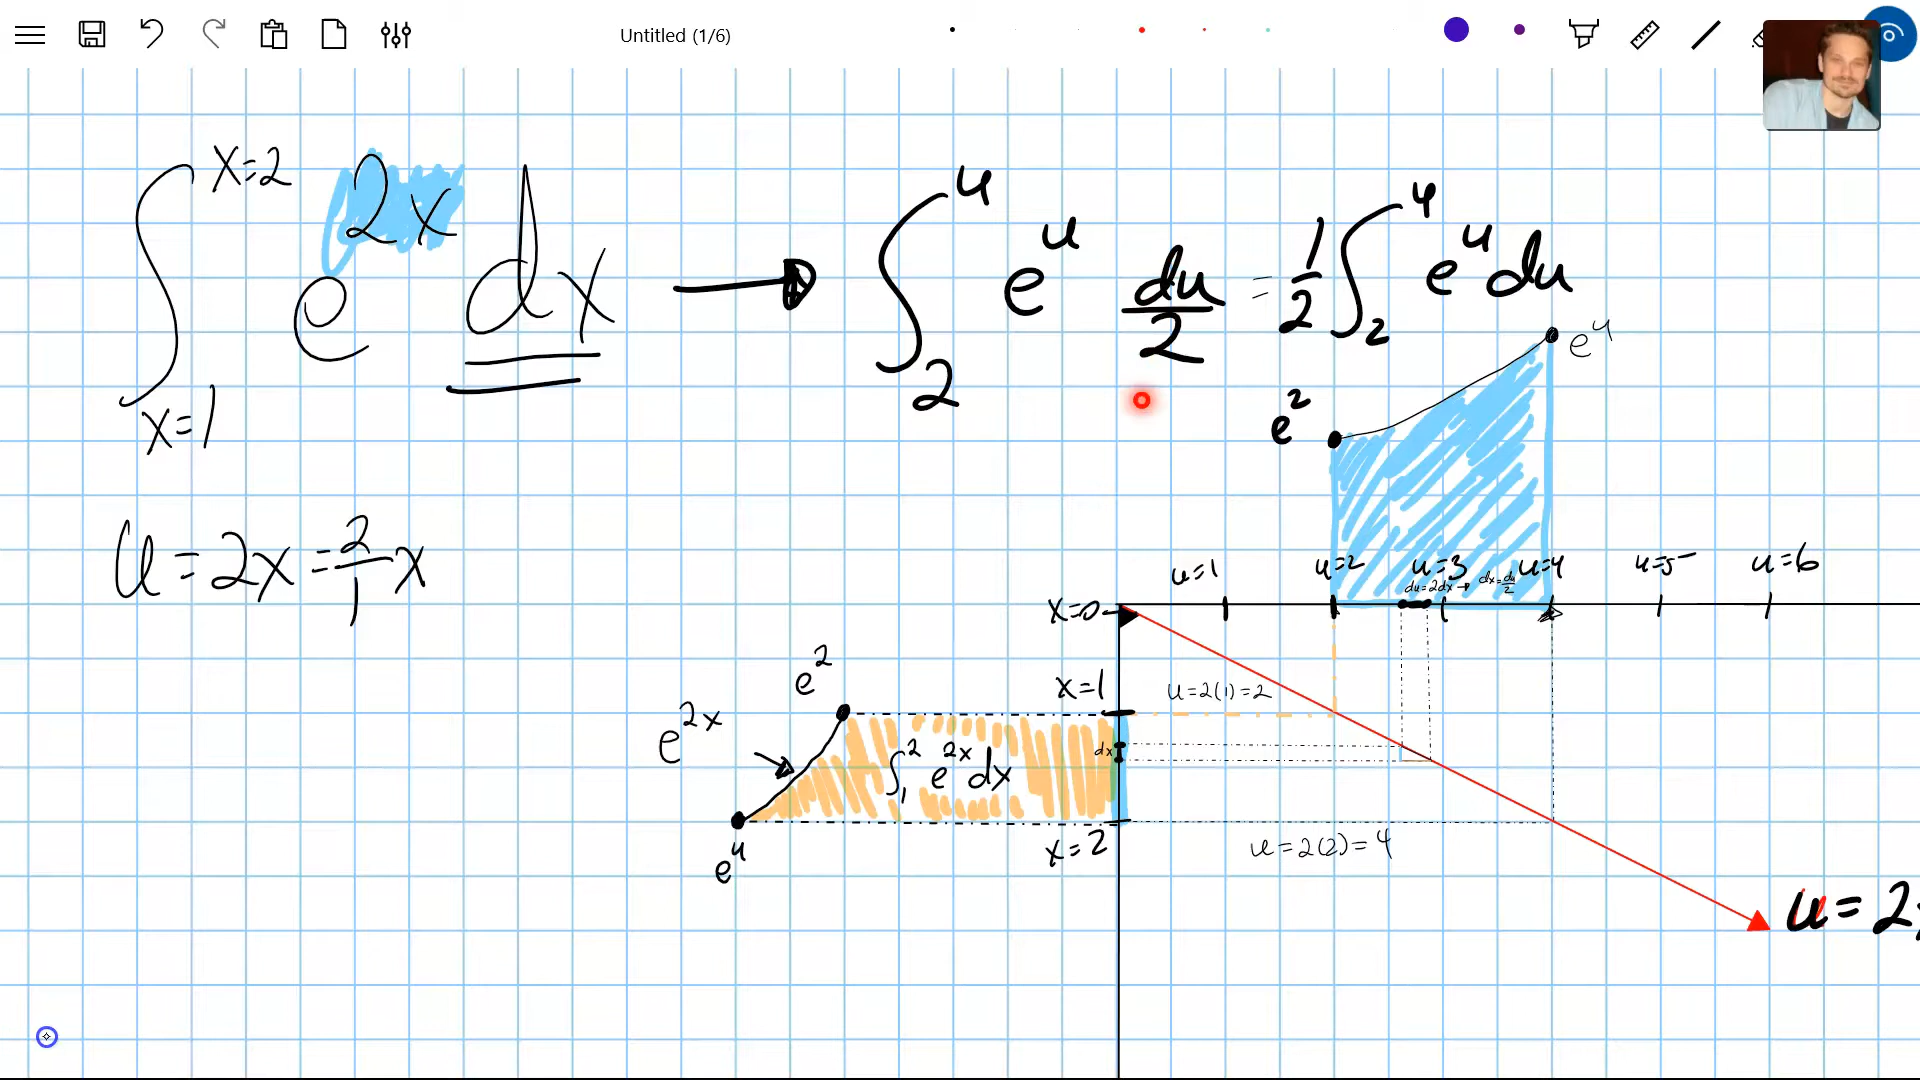 Untitled (1/6)
∫_{x=1}^{x=2} e^{2x} dx → ∫_2^4 e^u du/2 = 1/2 ∫_2^4 e^u du
e^4
e^2
u = 2x = 2/1 x
u=1 u=2 u=3 u=4 u=5 u=6
du=2dx → dx=du/2
x=0
e^2
x=1
u=2(1)=2
e^{2x}
∫_1^2 e^{2x} dx
dx
x=2
u=2(2)=4
e^4
u=2